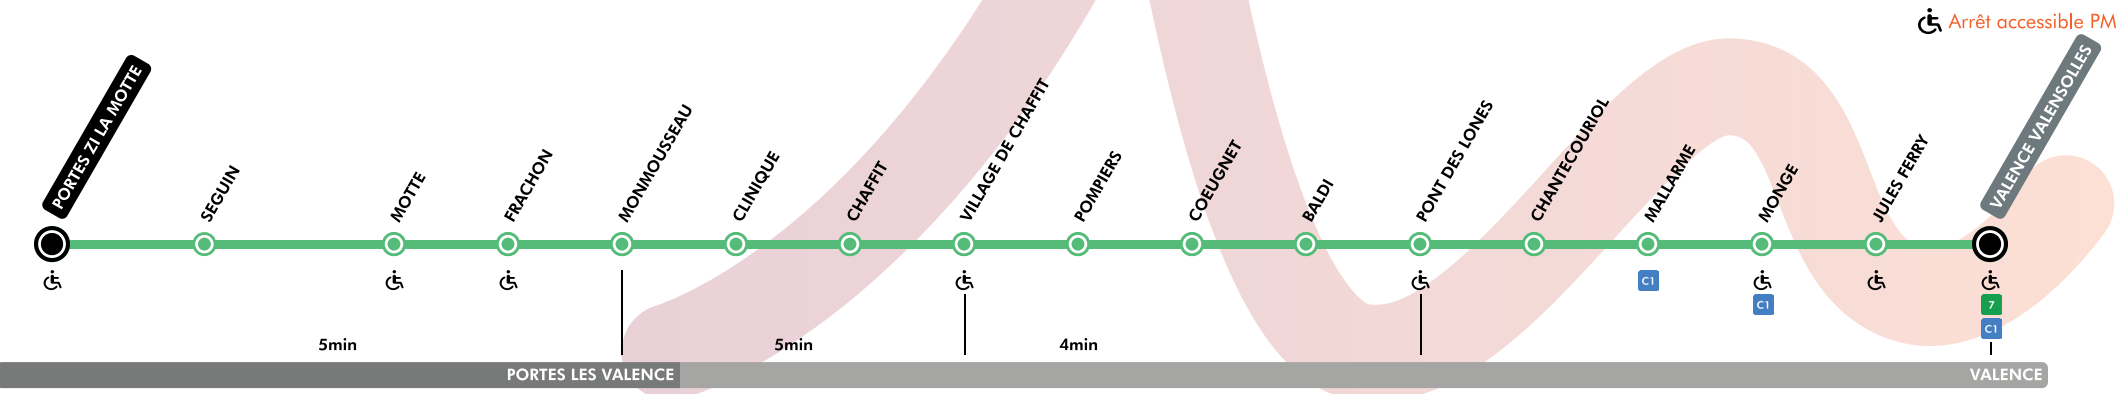 Arrêt accessible PM
PORTES ZI LA MOTTE
SEGUIN
MOTTE
FRACHON
MONMOUSSEAU
CLINIQUE
CHAFFIT
VILLAGE DE CHAFFIT
POMPIERS
COEUGNET
BALDI
PONT DES LONES
CHANTECOURIOL
MALLARME
MONGE
JULES FERRY
VALENCE VALENSOLLES
C1
C1
7
C1
5min
5min
4min
PORTES LES VALENCE
VALENCE